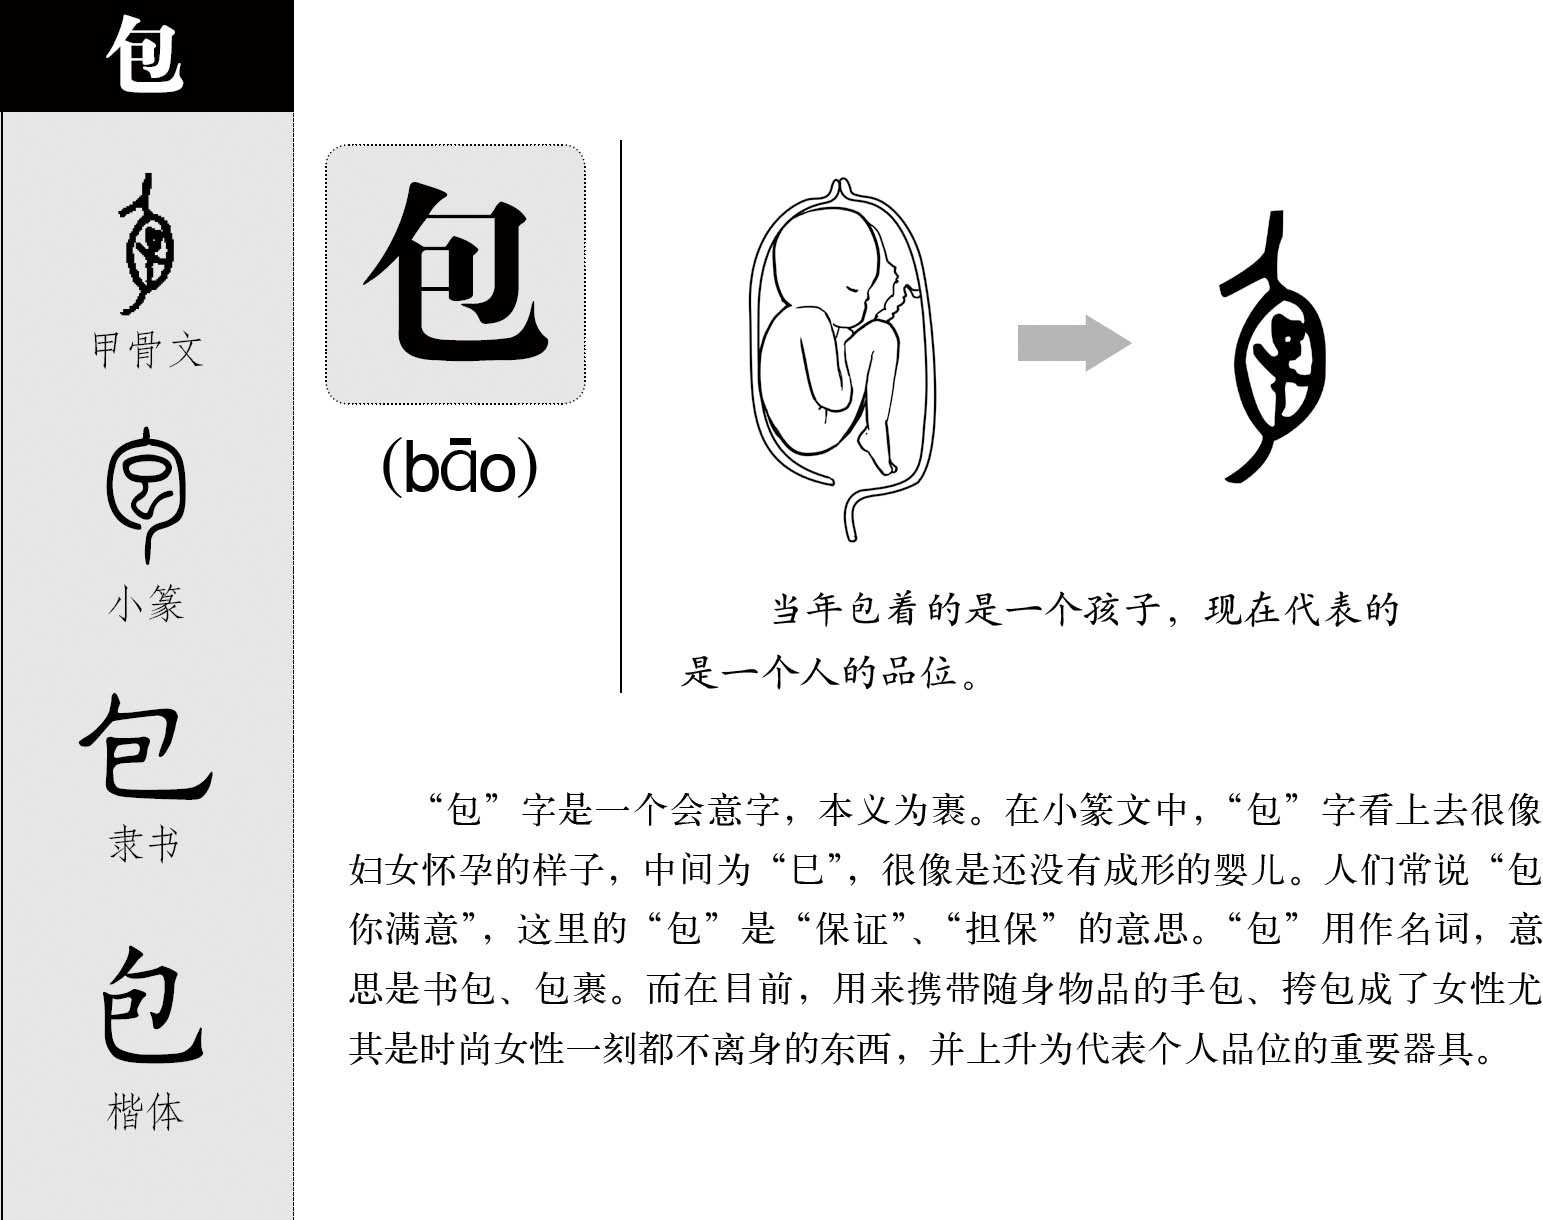 包
甲骨文
小篆
隶书
楷体
包
(bāo)
当年包着的是一个孩子，现在代表的
是一个人的品位。
“包”字是一个会意字，本义为裹。在小篆文中，“包”字看上去很像
妇女怀孕的样子，中间为“巳”，很像是还没有成形的婴儿。人们常说“包
你满意”，这里的“包”是“保证”、“担保”的意思。“包”用作名词，意
思是书包、包裹。而在目前，用来携带随身物品的手包、挎包成了女性尤
其是时尚女性一刻都不离身的东西，并上升为代表个人品位的重要器具。